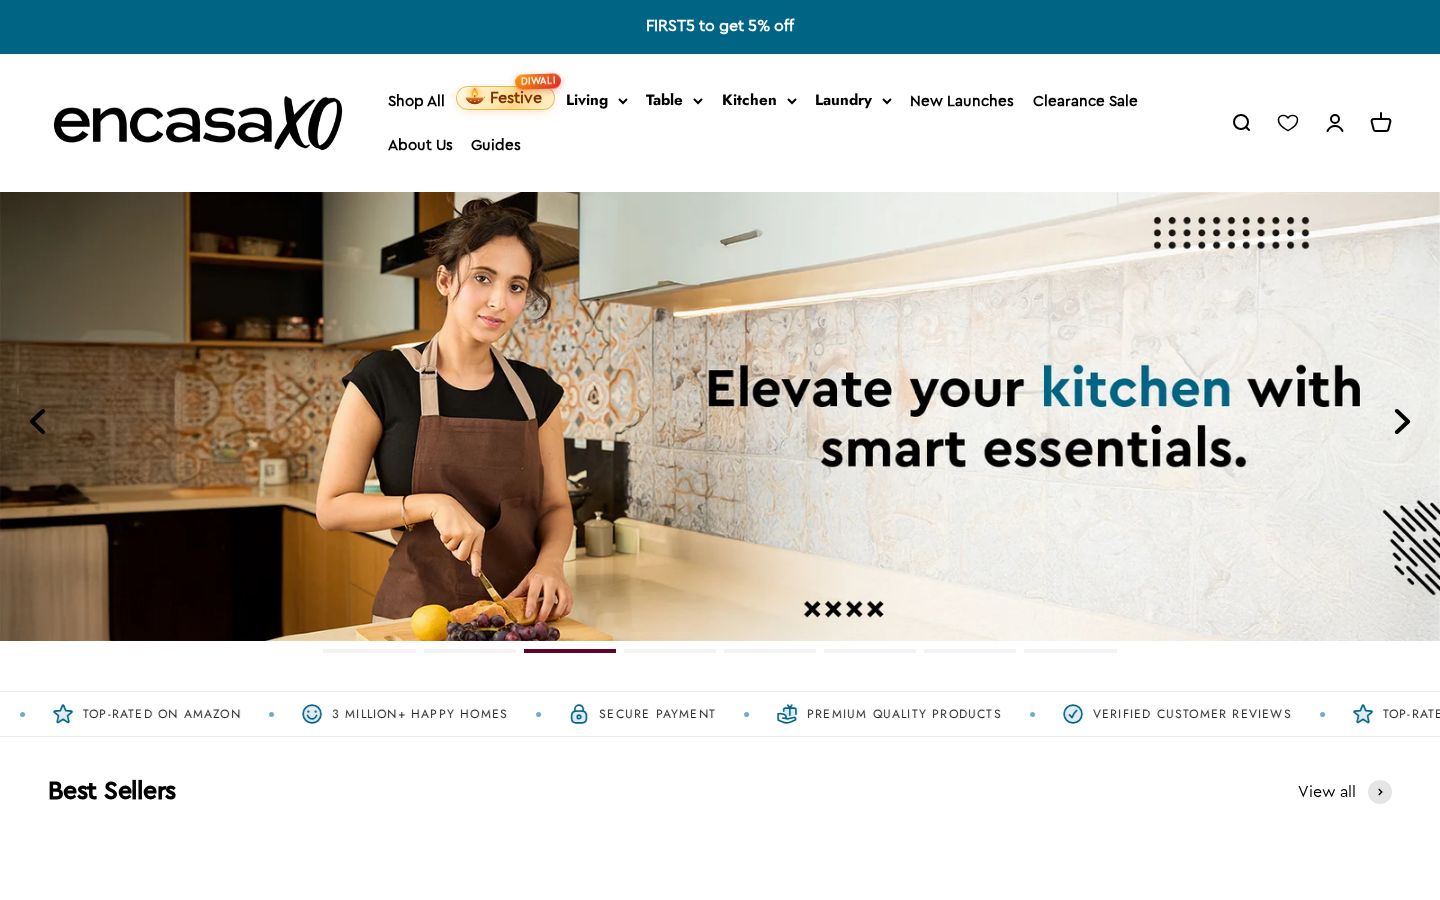 FIRST5 to get 5% off
encasaXO
Shop All
DIWALI
Festive
Living
Table
Kitchen
Laundry
New Launches
Clearance Sale
About Us
Guides
Elevate your kitchen with
smart essentials.
TOP-RATED ON AMAZON
3 MILLION+ HAPPY HOMES
SECURE PAYMENT
PREMIUM QUALITY PRODUCTS
VERIFIED CUSTOMER REVIEWS
TOP-RATE
Best Sellers
View all